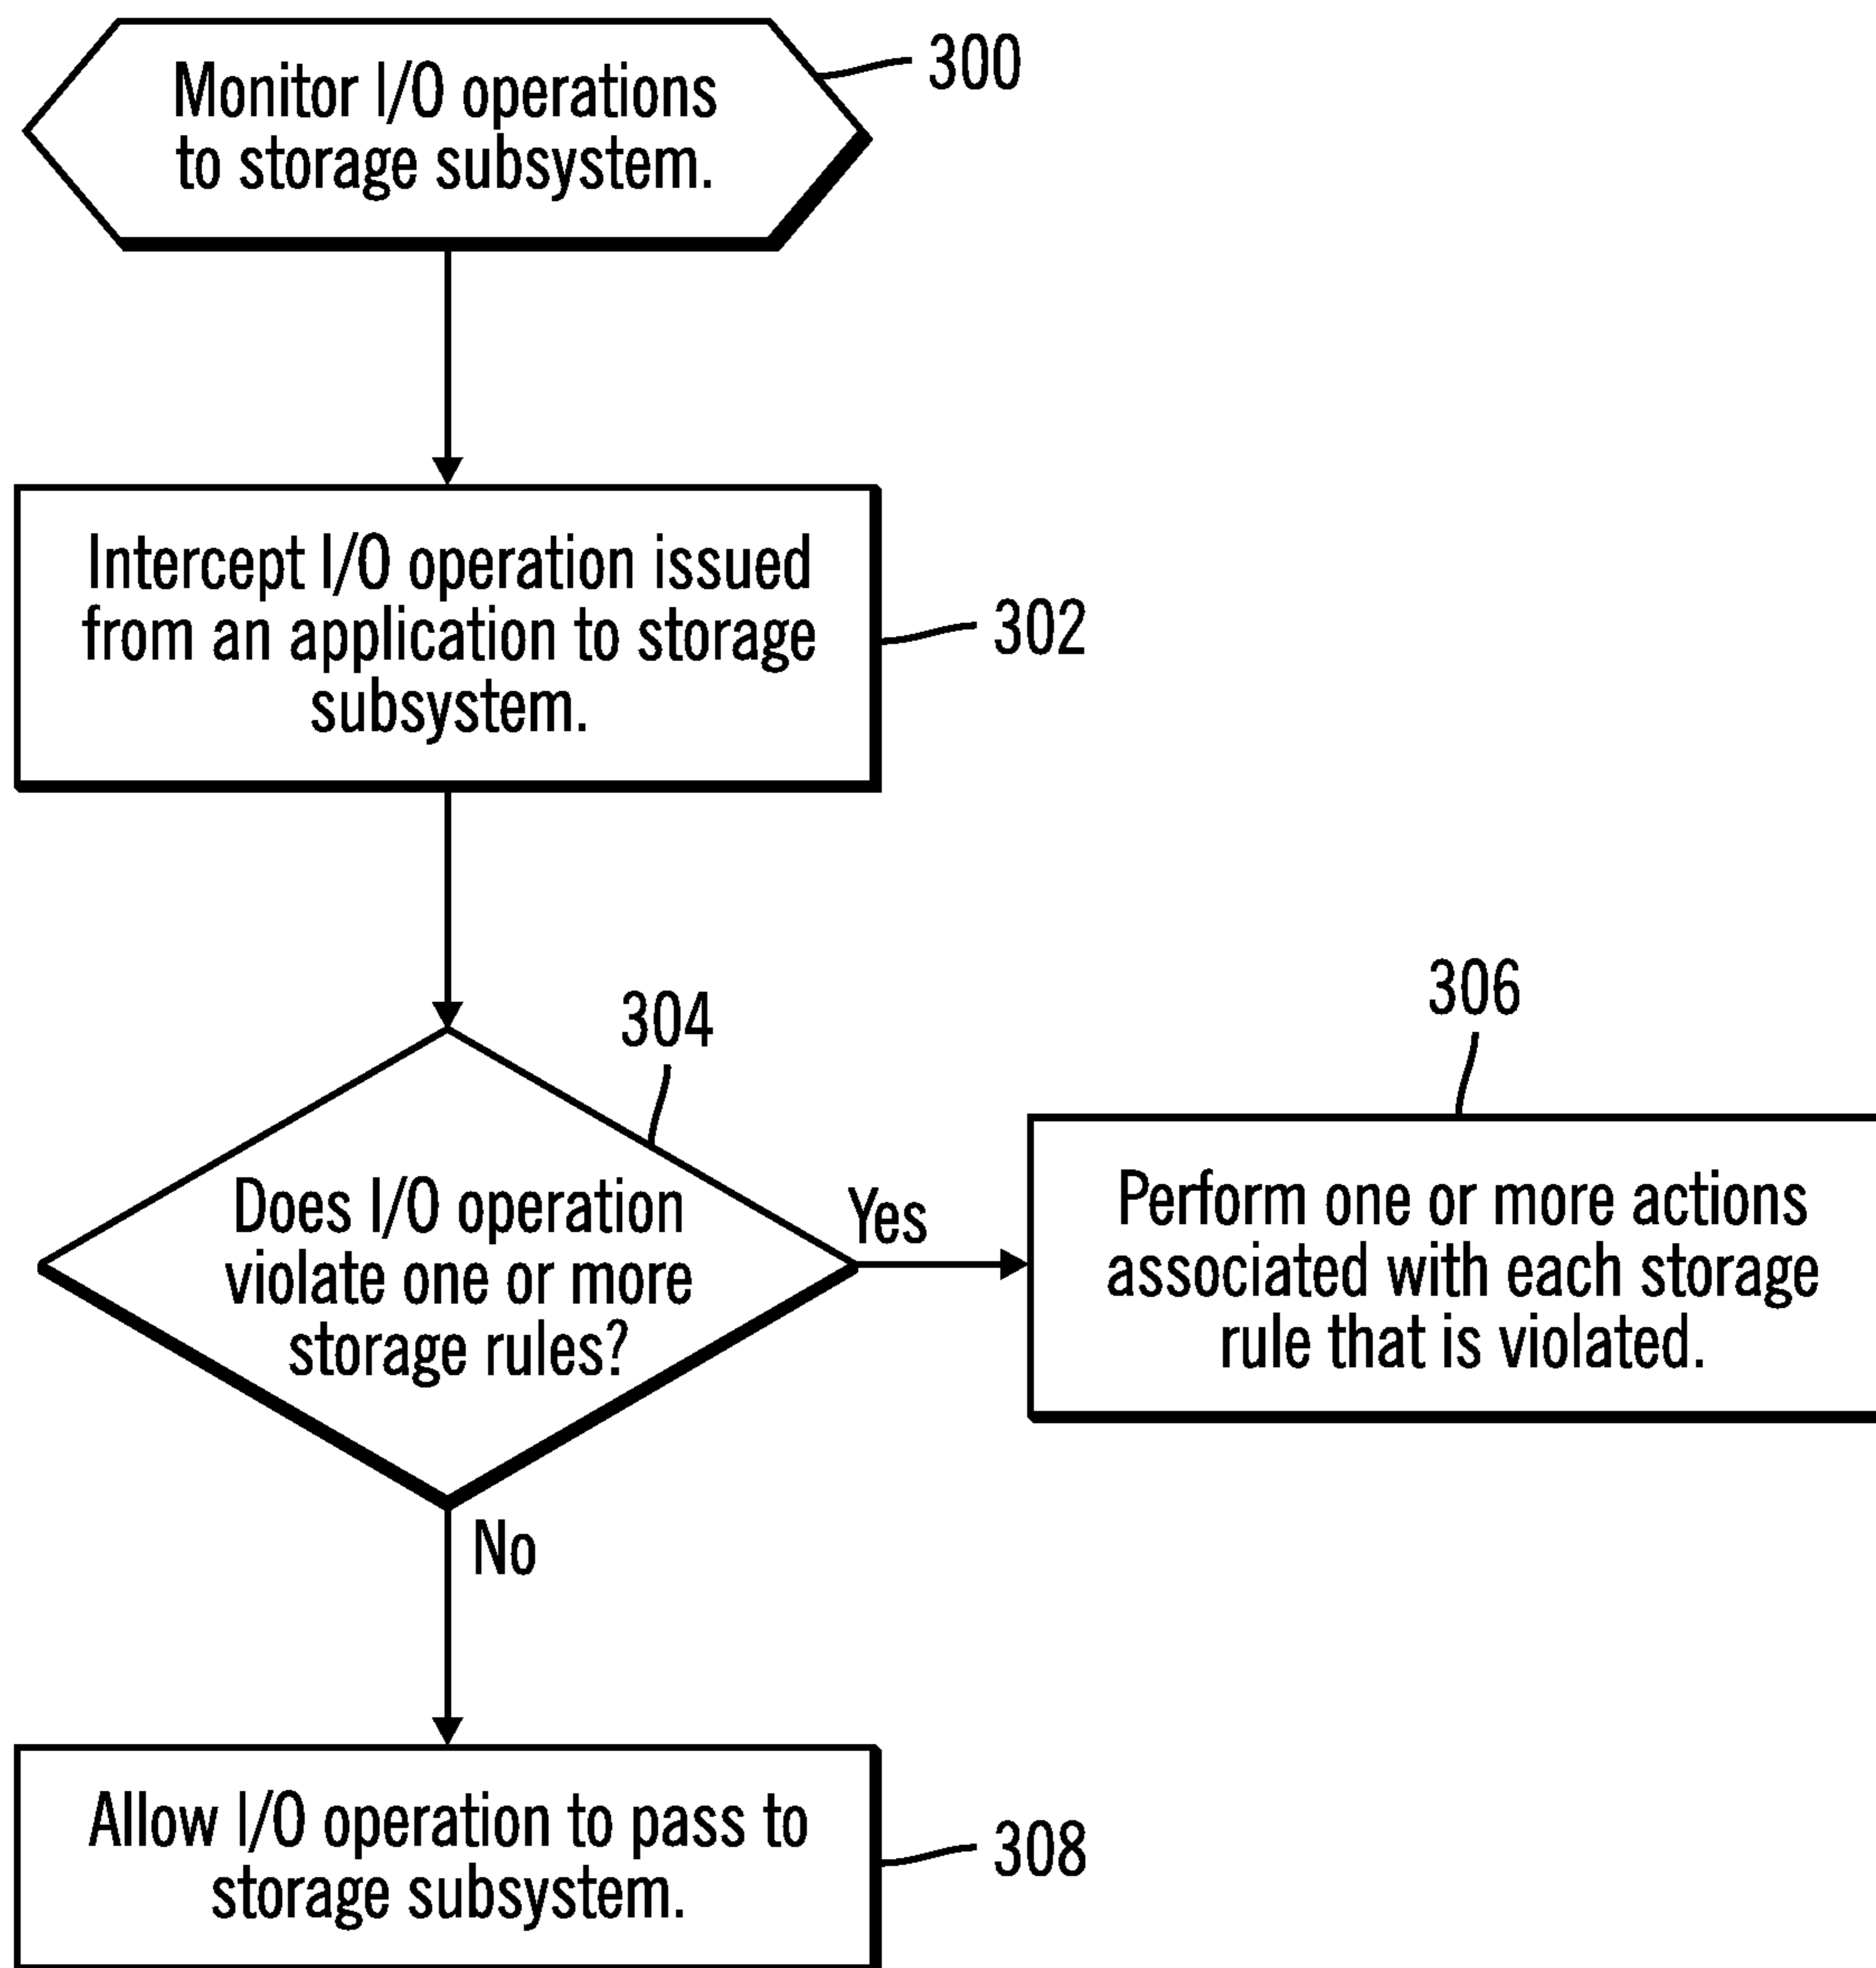 Monitor I/O operations
to storage subsystem.
300
Intercept I/O operation issued
from an application to storage
subsystem.
302
304
Does I/O operation
violate one or more
storage rules?
Yes
306
Perform one or more actions
associated with each storage
rule that is violated.
No
Allow I/O operation to pass to
storage subsystem.
308